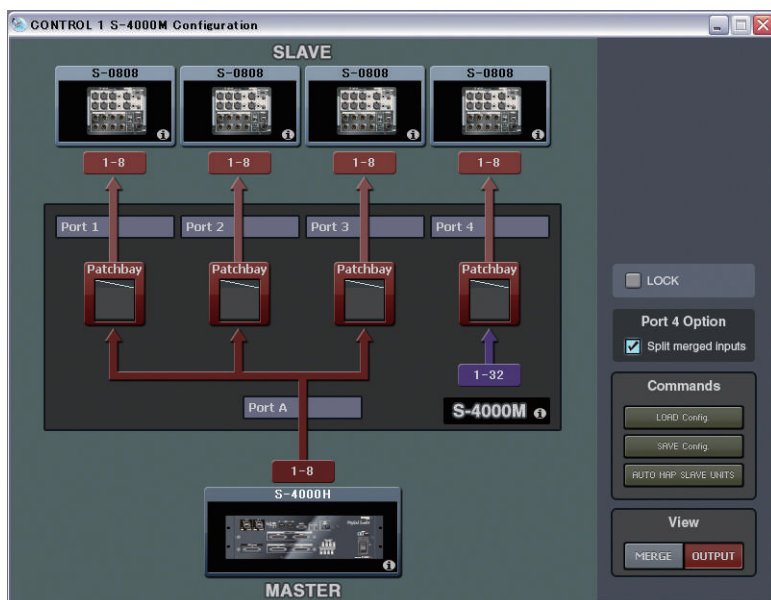 CONTROL 1 S-4000M Configuration
SLAVE
S-0808 S-0808 S-0808 S-0808
1-8 1-8 1-8 1-8
Port 1 Port 2 Port 3 Port 4
Patchbay Patchbay Patchbay Patchbay
1-32
Port A
S-4000M
1-8
S-4000H
MASTER
LOCK
Port 4 Option
Split merged inputs
Commands
LOAD Config.
SAVE Config.
AUTO MAP SLAVE UNITS
View
MERGE OUTPUT